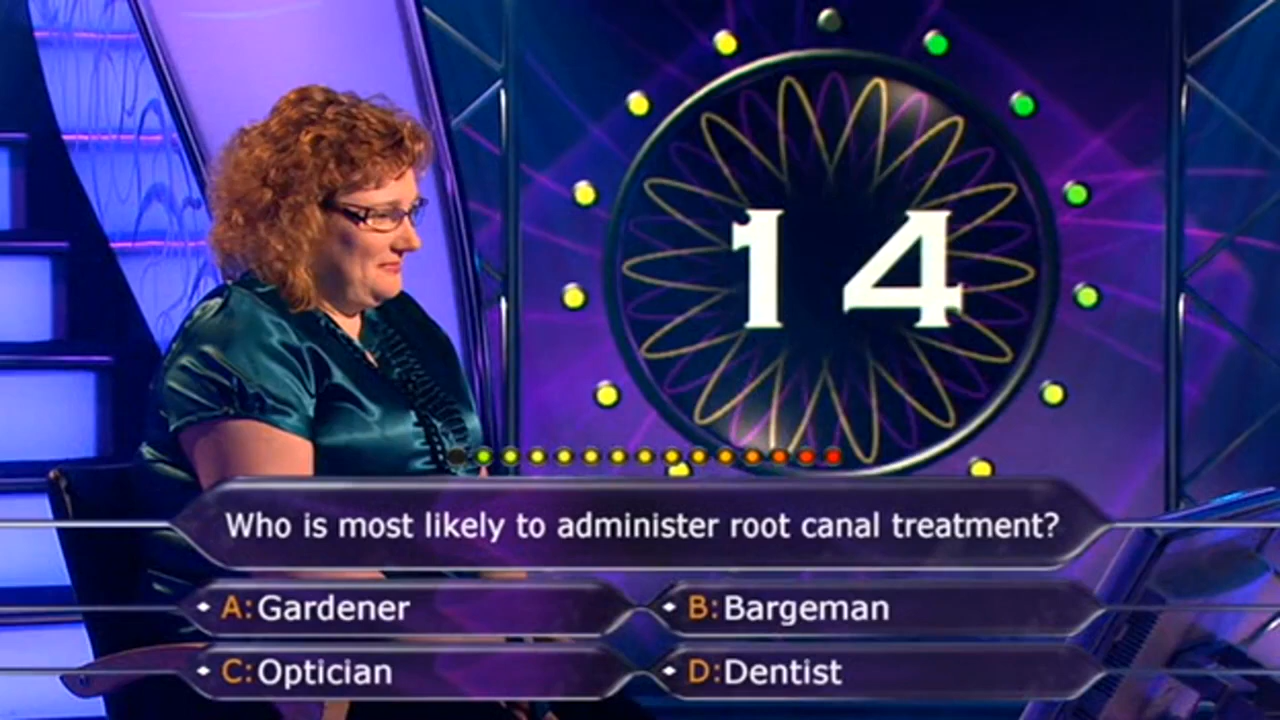 14
Who is most likely to administer root canal treatment?
A: Gardener
B: Bargeman
C: Optician
D: Dentist